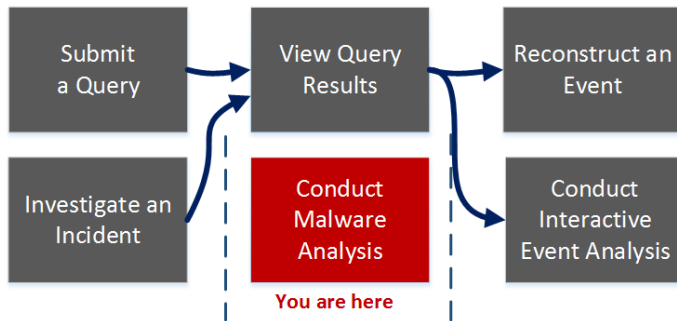 Submit
a Query
View Query
Results
Reconstruct an
Event
Investigate an
Incident
Conduct
Malware
Analysis
Conduct
Interactive
Event Analysis
You are here